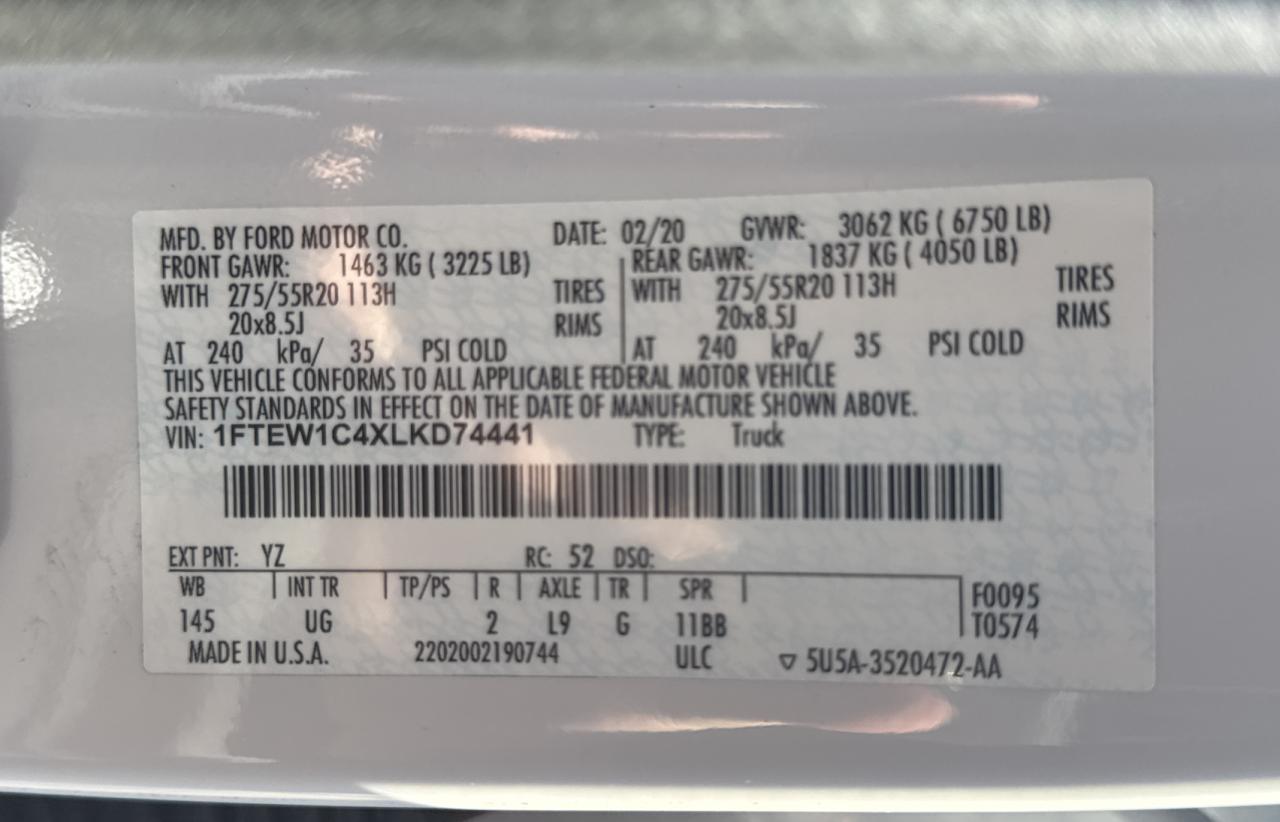 MFD. BY FORD MOTOR CO. DATE: 02/20 GVWR: 3062 KG ( 6750 LB)
FRONT GAWR: 1463 KG ( 3225 LB) REAR GAWR: 1837 KG ( 4050 LB)
WITH 275/55R20 113H TIRES WITH 275/55R20 113H TIRES
20x8.5J RIMS 20x8.5J RIMS
AT 240 kPa/ 35 PSI COLD AT 240 kPa/ 35 PSI COLD
THIS VEHICLE CONFORMS TO ALL APPLICABLE FEDERAL MOTOR VEHICLE
SAFETY STANDARDS IN EFFECT ON THE DATE OF MANUFACTURE SHOWN ABOVE.
VIN: 1FTEW1C4XLKD74441 TYPE: Truck
EXT PNT: YZ RC: 52 DSO:
WB INT TR TP/PS R AXLE TR SPR F0095
145 UG 2 L9 G 11BB T0574
MADE IN U.S.A. 2202002190744 ULC ▽ 5U5A-3520472-AA